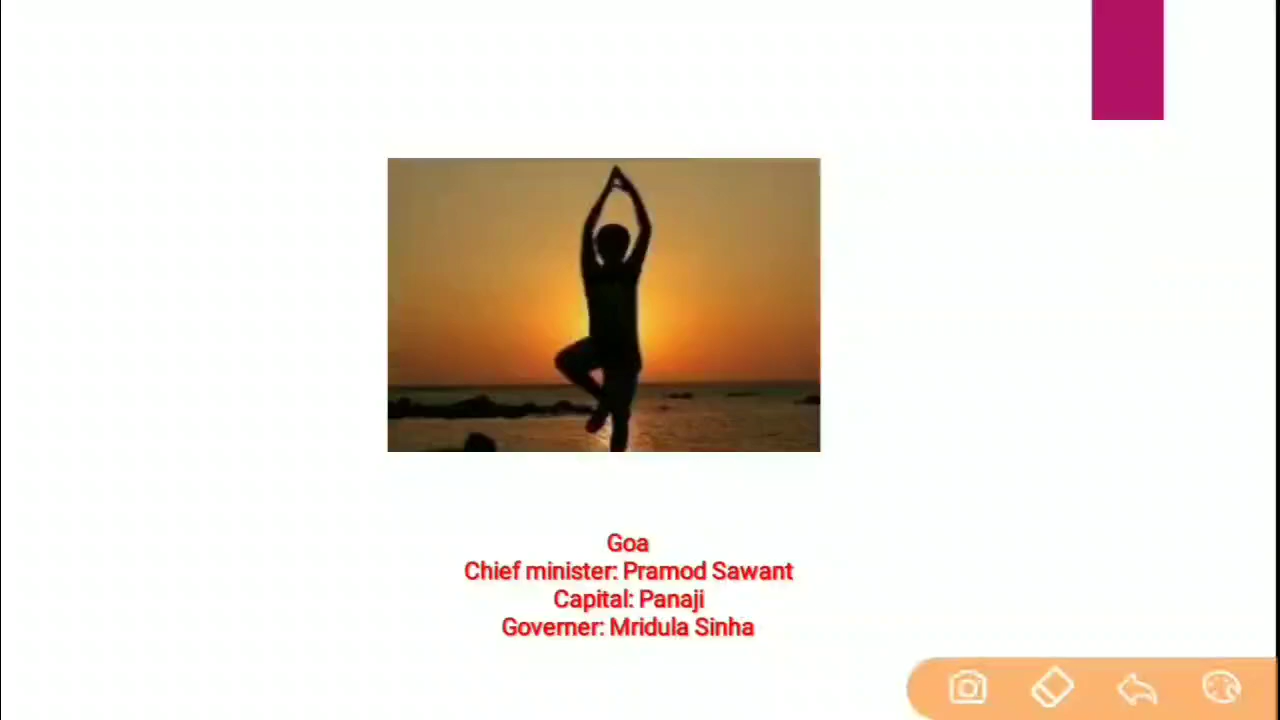 Goa
Chief minister: Pramod Sawant
Capital: Panaji
Governer: Mridula Sinha